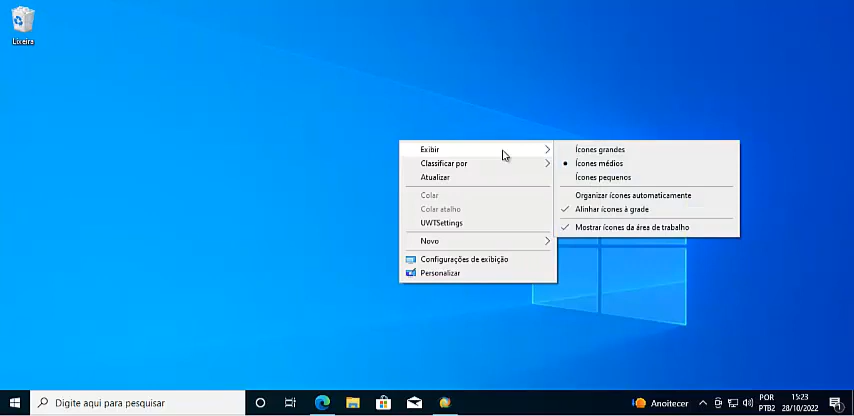 Lixeira
Exibir
Classificar por
Atualizar
Colar
Colar atalho
UWTSettings
Novo
Configurações de exibição
Personalizar
Ícones grandes
Ícones médios
Ícones pequenos
Organizar ícones automaticamente
Alinhar ícones à grade
Mostrar ícones da área de trabalho
Digite aqui para pesquisar
Anoitecer
POR
PTB2
15:23
28/10/2022
1